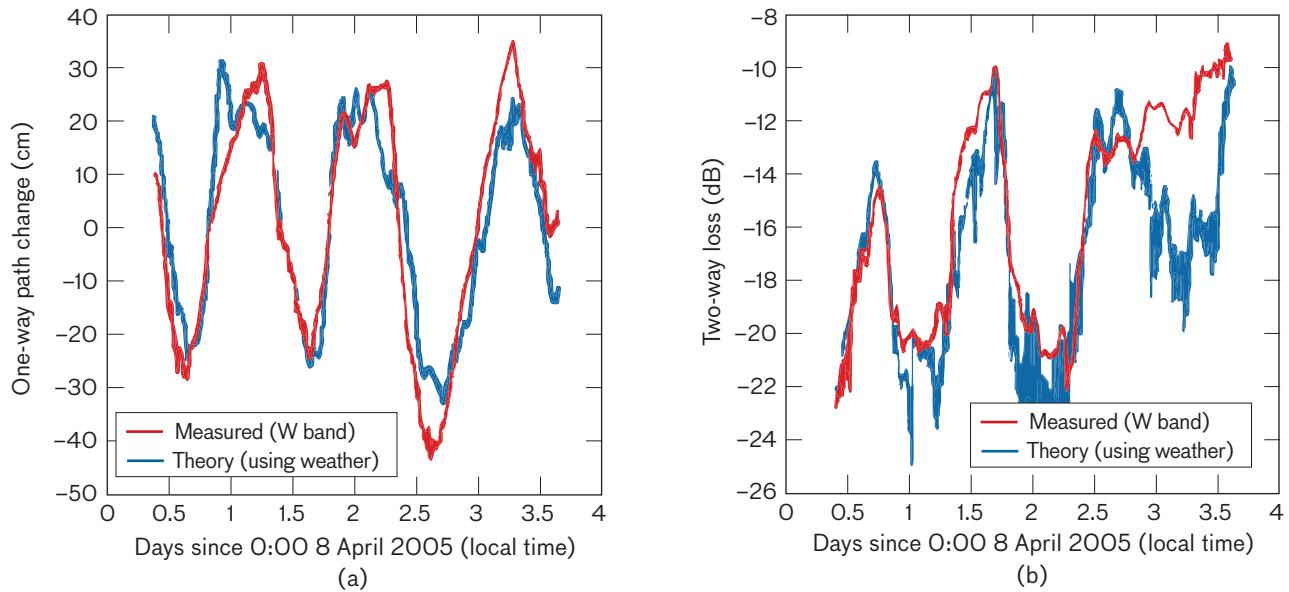 40
30
20
10
0
−10
−20
−30
−40
−50
One-way path change (cm)
Measured (W band)
Theory (using weather)
0 0.5 1 1.5 2 2.5 3 3.5 4
Days since 0:00 8 April 2005 (local time)
(a)
−8
−10
−12
−14
−16
−18
−20
−22
−24
−26
Two-way loss (dB)
Measured (W band)
Theory (using weather)
0 0.5 1 1.5 2 2.5 3 3.5 4
Days since 0:00 8 April 2005 (local time)
(b)